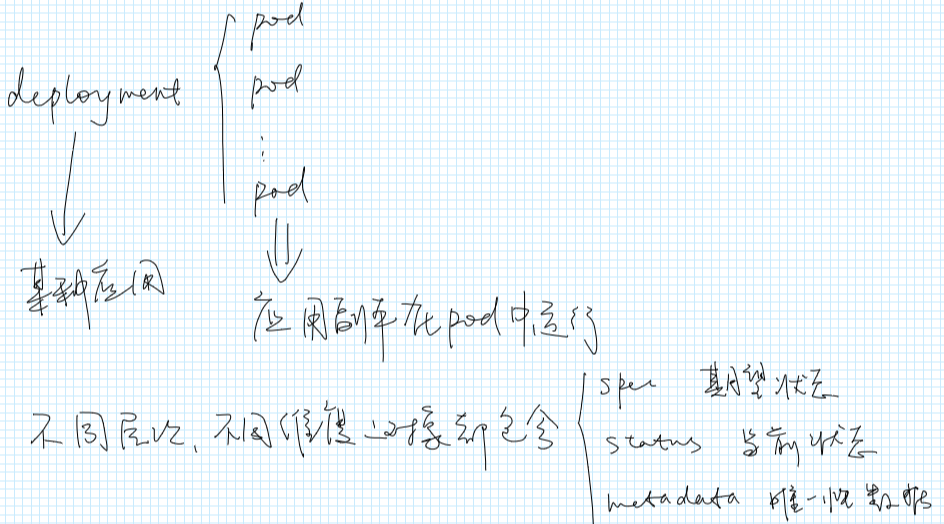 pod
deployment
pod
⋮
pod
某种应用
应用副本在pod中运行
不同层次、不同维度上对象都包含
spec 期望状态
status 当前状态
metadata 唯一性数据